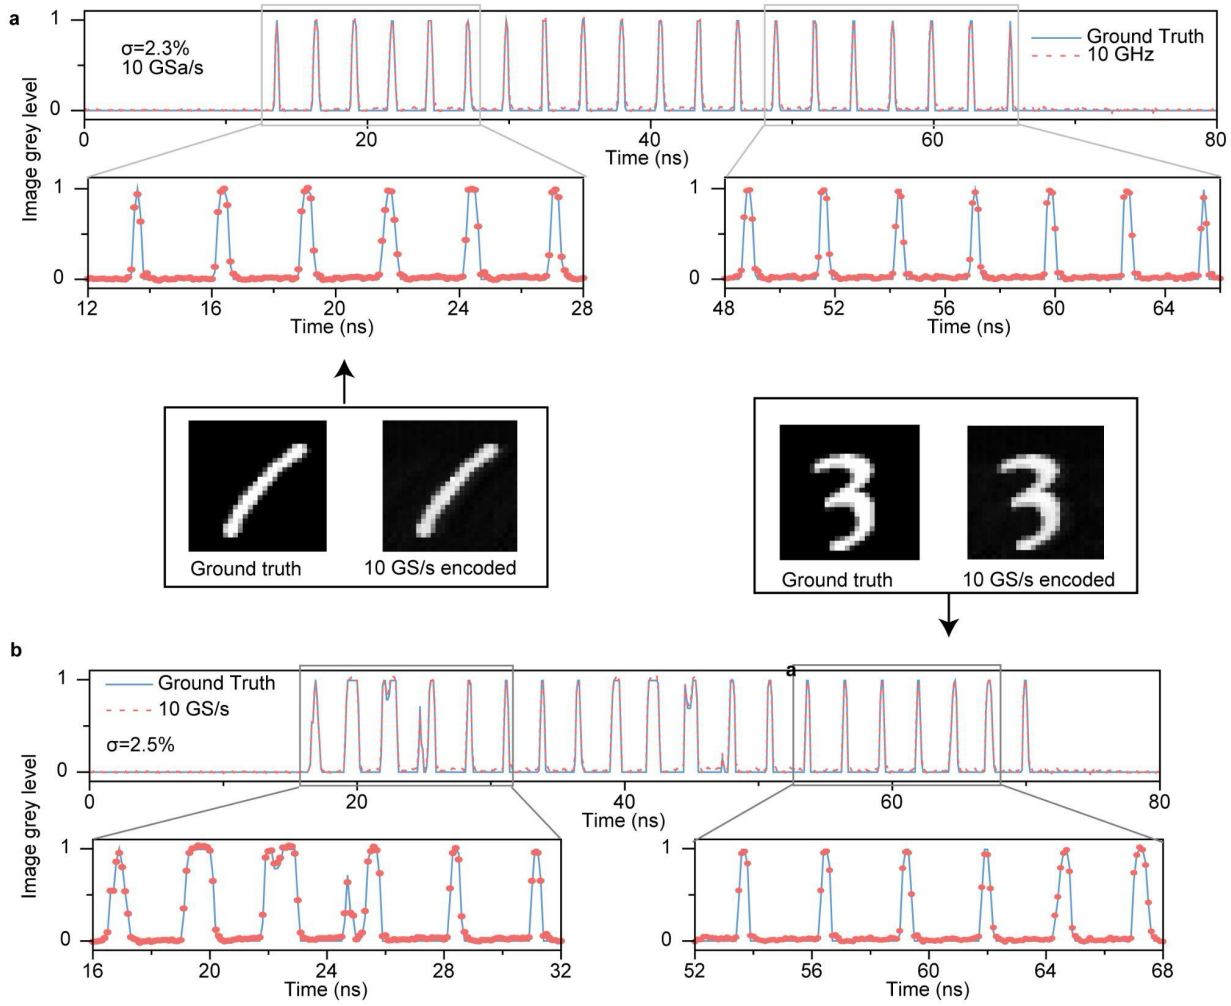 a
Image grey level
1
0
σ=2.3%
10 GSa/s
Ground Truth
10 GHz
0 20 40 60 80
Time (ns)
1
0
12 16 20 24 28
Time (ns)
1
0
48 52 56 60 64
Time (ns)
Ground truth
10 GS/s encoded
Ground truth
10 GS/s encoded
b
Image grey level
1
0
Ground Truth
10 GS/s
σ=2.5%
a
0 20 40 60 80
Time (ns)
1
0
16 20 24 28 32
Time (ns)
1
0
52 56 60 64 68
Time (ns)